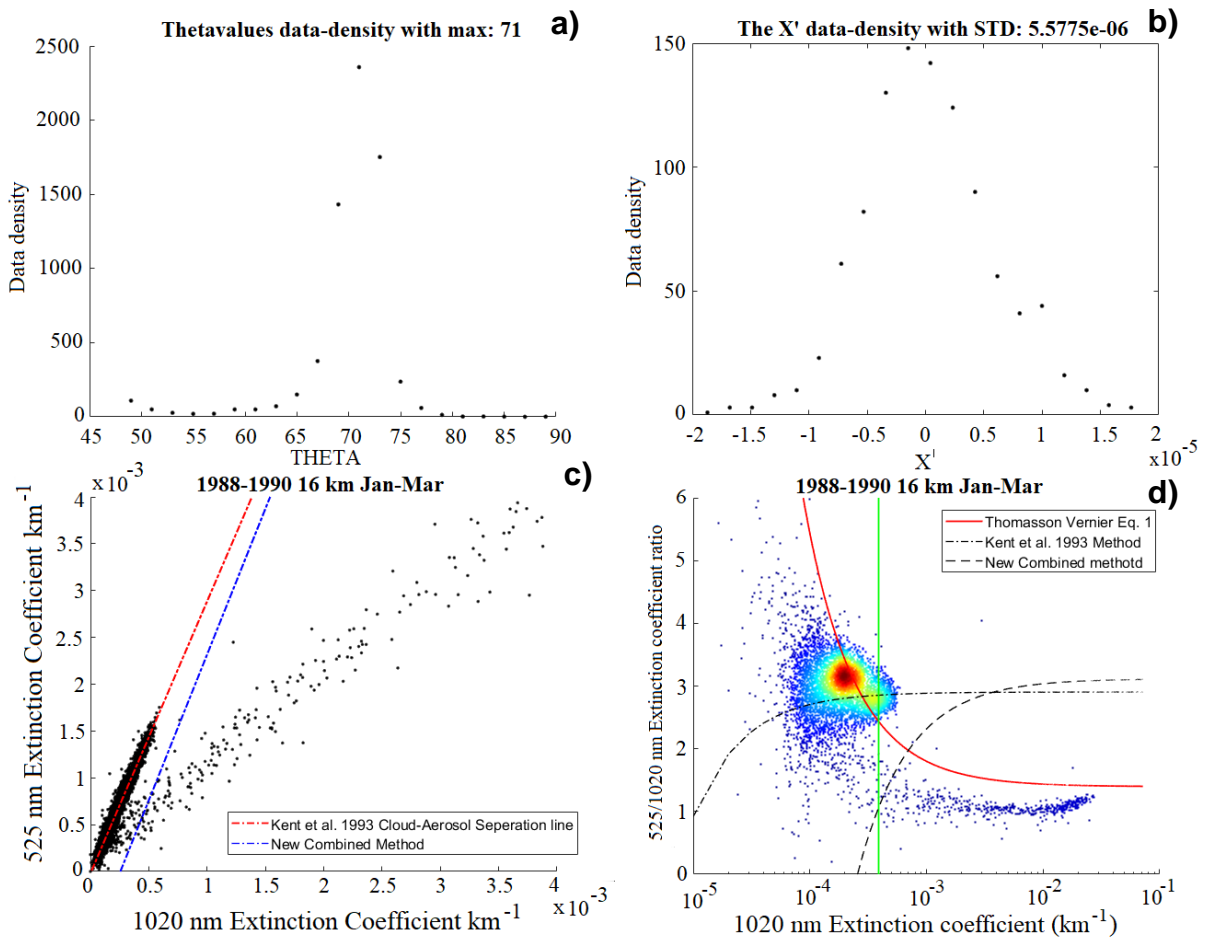 Thetavalues data-density with max: 71
a)
2500
2000
1500
1000
500
0
Data density
45 50 55 60 65 70 75 80 85 90
THETA
The X' data-density with STD: 5.5775e-06
b)
150
100
50
0
Data density
-2 -1.5 -1 -0.5 0 0.5 1 1.5 2
X'
x10⁻⁵
x 10⁻³
1988-1990 16 km Jan-Mar
c)
4
3.5
3
2.5
2
1.5
1
0.5
0
525 nm Extinction Coefficient km⁻¹
Kent et al. 1993 Cloud-Aerosol Seperation line
New Combined Method
0 0.5 1 1.5 2 2.5 3 3.5 4
x 10⁻³
1020 nm Extinction Coefficient km⁻¹
1988-1990 16 km Jan-Mar
d)
6
5
4
3
2
1
0
525/1020 nm Extinction coefficient ratio
Thomasson Vernier Eq. 1
Kent et al. 1993 Method
New Combined methotd
10⁻⁵ 10⁻⁴ 10⁻³ 10⁻² 10⁻¹
1020 nm Extinction coefficient (km⁻¹)